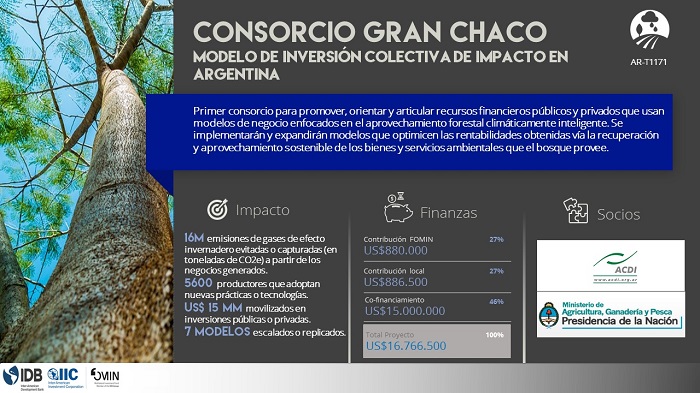 CONSORCIO GRAN CHACO
MODELO DE INVERSIÓN COLECTIVA DE IMPACTO EN
ARGENTINA
AR-T1171
Primer consorcio para promover, orientar y articular recursos financieros públicos y privados que usan
modelos de negocio enfocados en el aprovechamiento forestal climáticamente inteligente. Se
implementarán y expandirán modelos que optimicen las rentabilidades obtenidas vía la recuperación
y aprovechamiento sostenible de los bienes y servicios ambientales que el bosque provee.
Impacto
16M emisiones de gases de efecto
invernadero evitadas o capturadas (en
toneladas de CO2e) a partir de los
negocios generados.
5600 productores que adoptan
nuevas prácticas o tecnologías.
US$ 15 MM movilizados en
inversiones públicas o privadas.
7 MODELOS escalados o replicados.
Finanzas
Contribución FOMIN 27%
US$880.000
Contribución local 27%
US$886.500
Co-financiamiento 46%
US$15.000.000
Total Proyecto 100%
US$16.766.500
Socios
ACDI
www.acdi.org.ar
Ministerio de
Agricultura, Ganadería y Pesca
Presidencia de la Nación
IDB
Inter-American
Development Bank
IIC
Inter-American
Investment Corporation
FOMIN